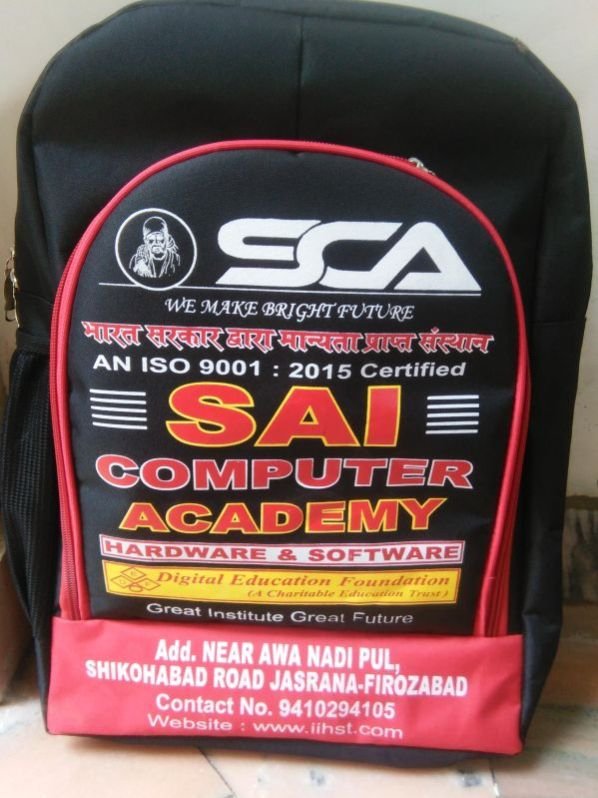 SCA
WE MAKE BRIGHT FUTURE
भारत सरकार द्वारा मान्यता प्राप्त संस्थान
AN ISO 9001 : 2015 Certified
SAI
COMPUTER
ACADEMY
HARDWARE & SOFTWARE
Digital Education Foundation
(A Charitable Education Trust)
Great Institute Great Future
Add. NEAR AWA NADI PUL,
SHIKOHABAD ROAD JASRANA-FIROZABAD
Contact No. 9410294105
Website : www.iihst.com